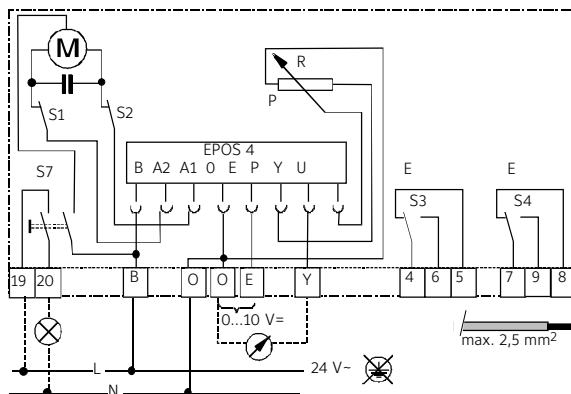 M
R
P
S1
S2
EPOS 4
B A2 A1 0 E P Y U
E
E
S7
S3
S4
19 20 B O O E Y 4 6 5 7 9 8
0...10 V=
max. 2,5 mm²
L
24 V~
N